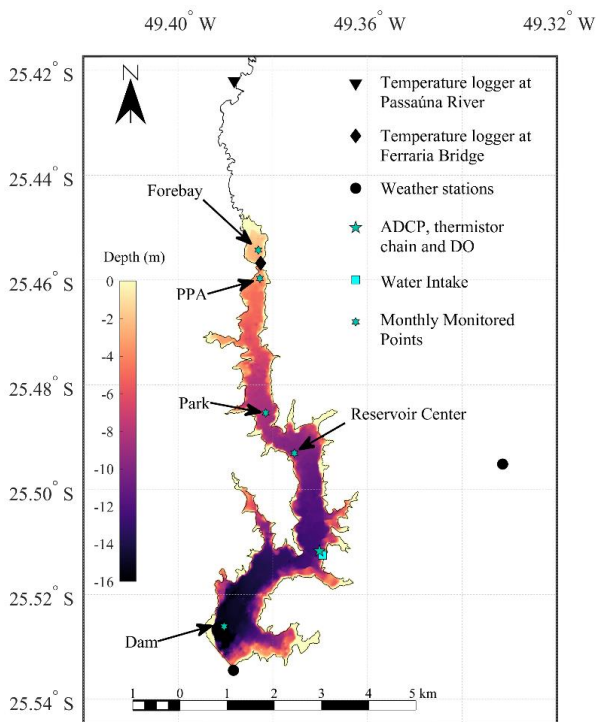 49.40° W
49.36° W
49.32° W
25.42° S
25.44° S
25.46° S
25.48° S
25.50° S
25.52° S
25.54° S
N
Temperature logger at
Passaúna River
Temperature logger at
Ferraria Bridge
Weather stations
ADCP, thermistor
chain and DO
Water Intake
Monthly Monitored
Points
Forebay
PPA
Park
Reservoir Center
Dam
Depth (m)
0
-2
-4
-6
-8
-10
-12
-14
-16
1 0 1 2 3 4 5 km